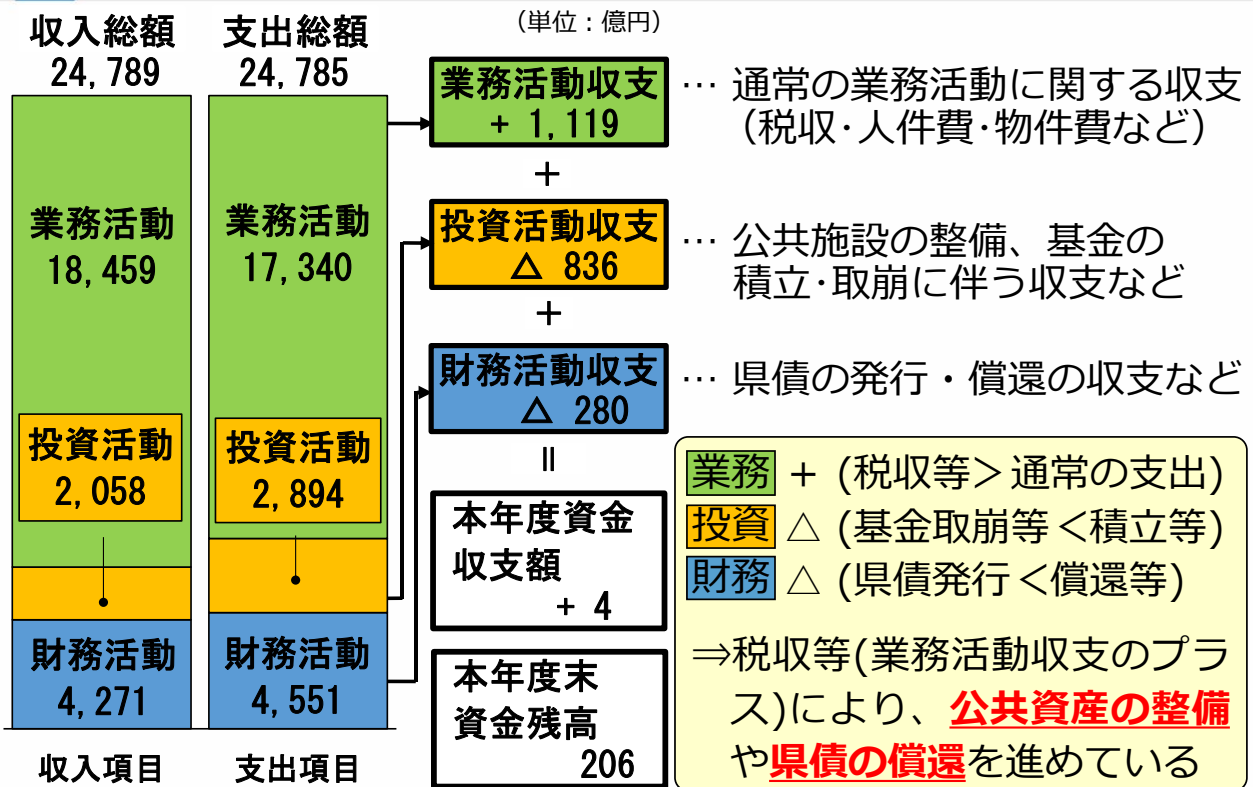 (単位：億円)
収入総額
24,789
支出総額
24,785
業務活動
18,459
投資活動
2,058
財務活動
4,271
収入項目
業務活動
17,340
投資活動
2,894
財務活動
4,551
支出項目
業務活動収支
+ 1,119
… 通常の業務活動に関する収支
（税収･人件費･物件費など）
＋
投資活動収支
△ 836
… 公共施設の整備、基金の
積立･取崩に伴う収支など
＋
財務活動収支
△ 280
… 県債の発行・償還の収支など
＝
本年度資金
収支額
+ 4
本年度末
資金残高
206
業務 + (税収等＞通常の支出)
投資 △ (基金取崩等＜積立等)
財務 △ (県債発行＜償還等)
⇒税収等(業務活動収支のプラ
ス)により、公共資産の整備
や県債の償還を進めている